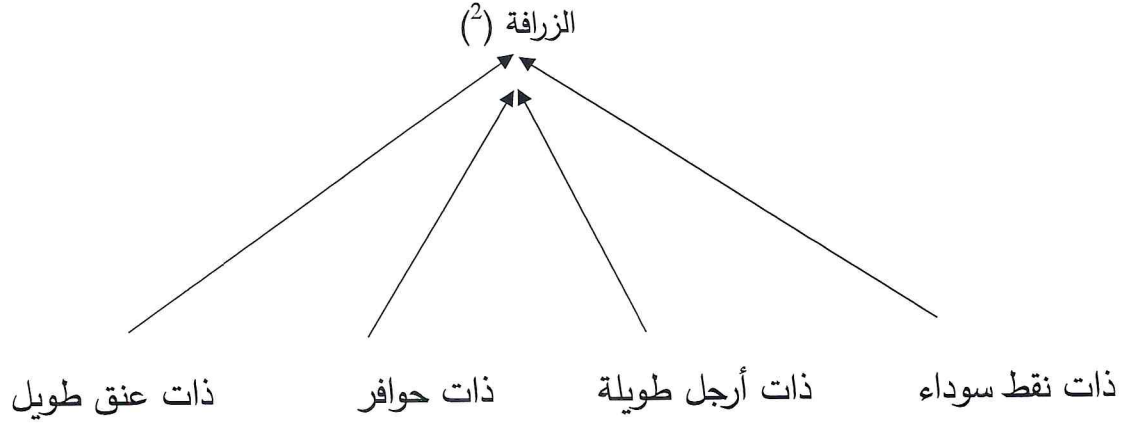 الزرافة (2)
ذات نقط سوداء
ذات أرجل طويلة
ذات حوافر
ذات عنق طويل